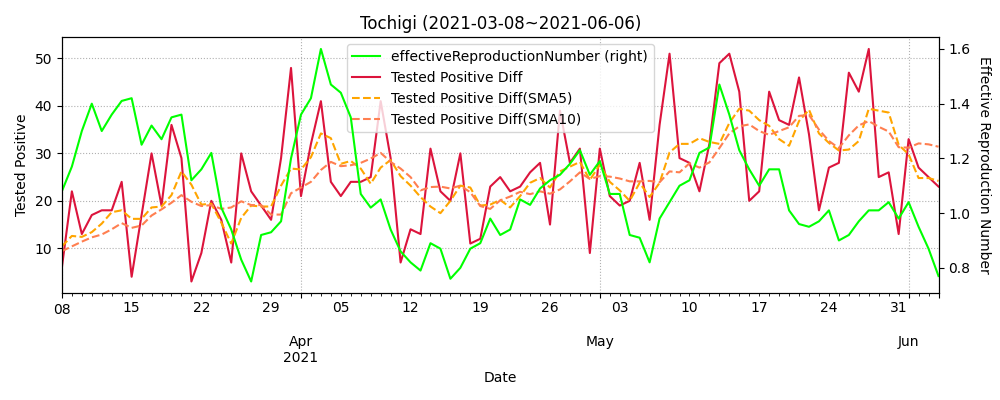 Tochigi (2021-03-08~2021-06-06)
effectiveReproductionNumber (right)
Tested Positive Diff
Tested Positive Diff(SMA5)
Tested Positive Diff(SMA10)
Tested Positive
50
40
30
20
10
1.6
1.4
1.2
1.0
0.8
Effective Reproduction Number
08 15 22 29 05 12 19 26 03 10 17 24 31
Apr May Jun
2021
Date